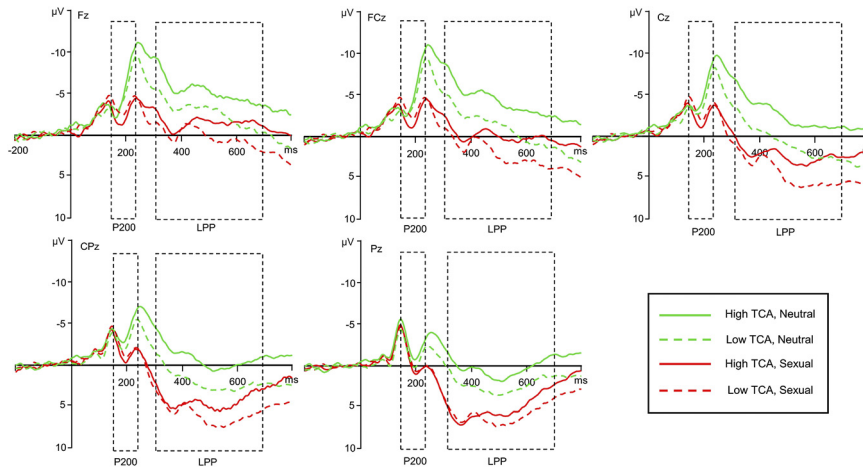 µV Fz
-10
-5
-200 200 400 600 ms
5
10
P200 LPP
µV FCz
-10
-5
200 400 600 ms
5
10
P200 LPP
µV Cz
-10
-5
200 400 600 ms
5
10
P200 LPP
µV CPz
-10
-5
200 400 600 ms
5
10
P200 LPP
µV Pz
-10
-5
200 400 600 ms
5
10
P200 LPP
High TCA, Neutral
Low TCA, Neutral
High TCA, Sexual
Low TCA, Sexual